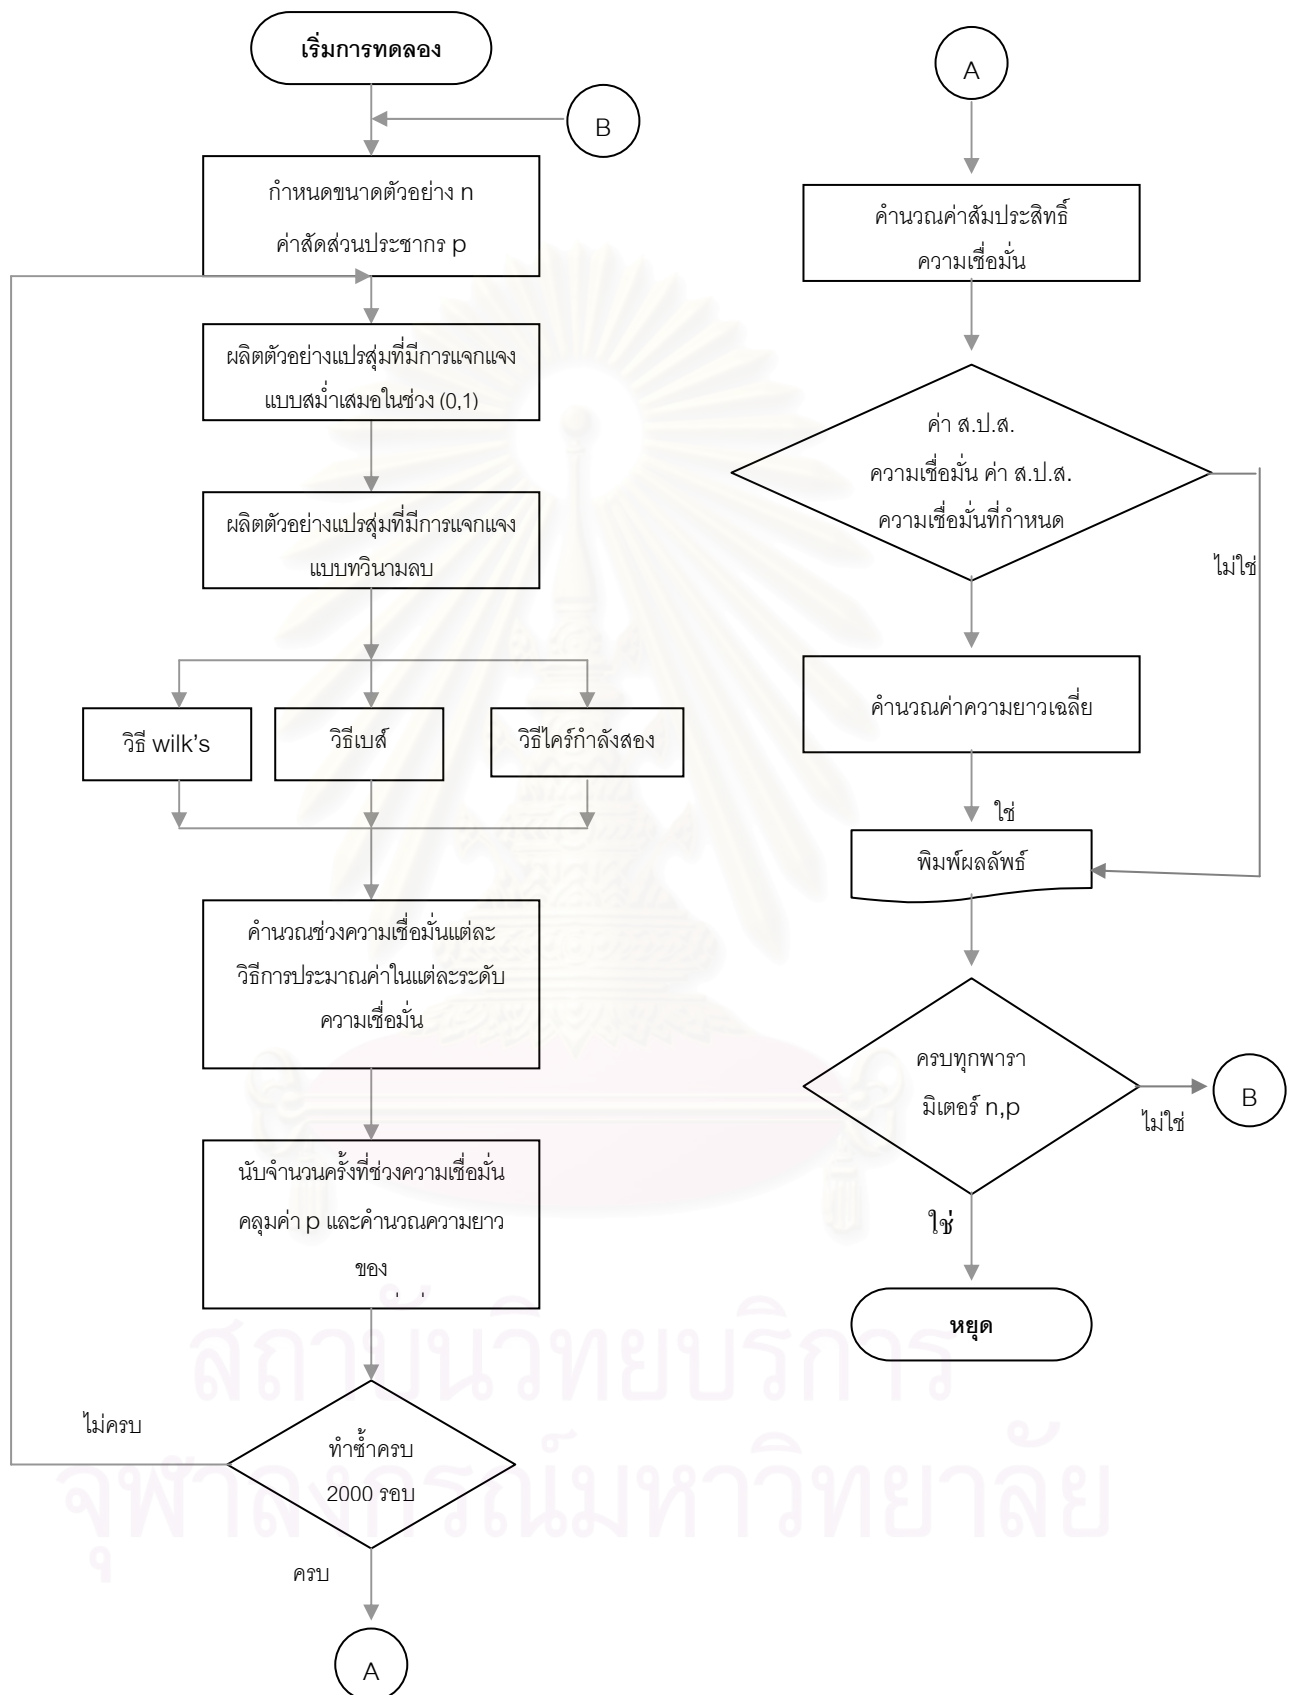 เริ่มการทดลอง
B
กำหนดขนาดตัวอย่าง n
ค่าสัดส่วนประชากร p
ผลิตตัวอย่างแปรสุ่มที่มีการแจกแจง
แบบสม่ำเสมอในช่วง (0,1)
ผลิตตัวอย่างแปรสุ่มที่มีการแจกแจง
แบบทวินามลบ
วิธี wilk's
วิธีเบส์
วิธีไคร์กำลังสอง
คำนวณช่วงความเชื่อมั่นแต่ละ
วิธีการประมาณค่าในแต่ละระดับ
ความเชื่อมั่น
นับจำนวนครั้งที่ช่วงความเชื่อมั่น
คลุมค่า p และคำนวณความยาว
ของ
ไม่ครบ
ทำซ้ำครบ
2000 รอบ
ครบ
A
A
คำนวณค่าสัมประสิทธิ์
ความเชื่อมั่น
ค่า ส.ป.ส.
ความเชื่อมั่น ค่า ส.ป.ส.
ความเชื่อมั่นที่กำหนด
ไม่ใช่
คำนวณค่าความยาวเฉลี่ย
ใช่
พิมพ์ผลลัพธ์
ครบทุกพารา
มิเตอร์ n,p
ไม่ใช่
B
ใช่
หยุด
สถาบันวิทยบริการ
จุฬาลงกรณ์มหาวิทยาลัย